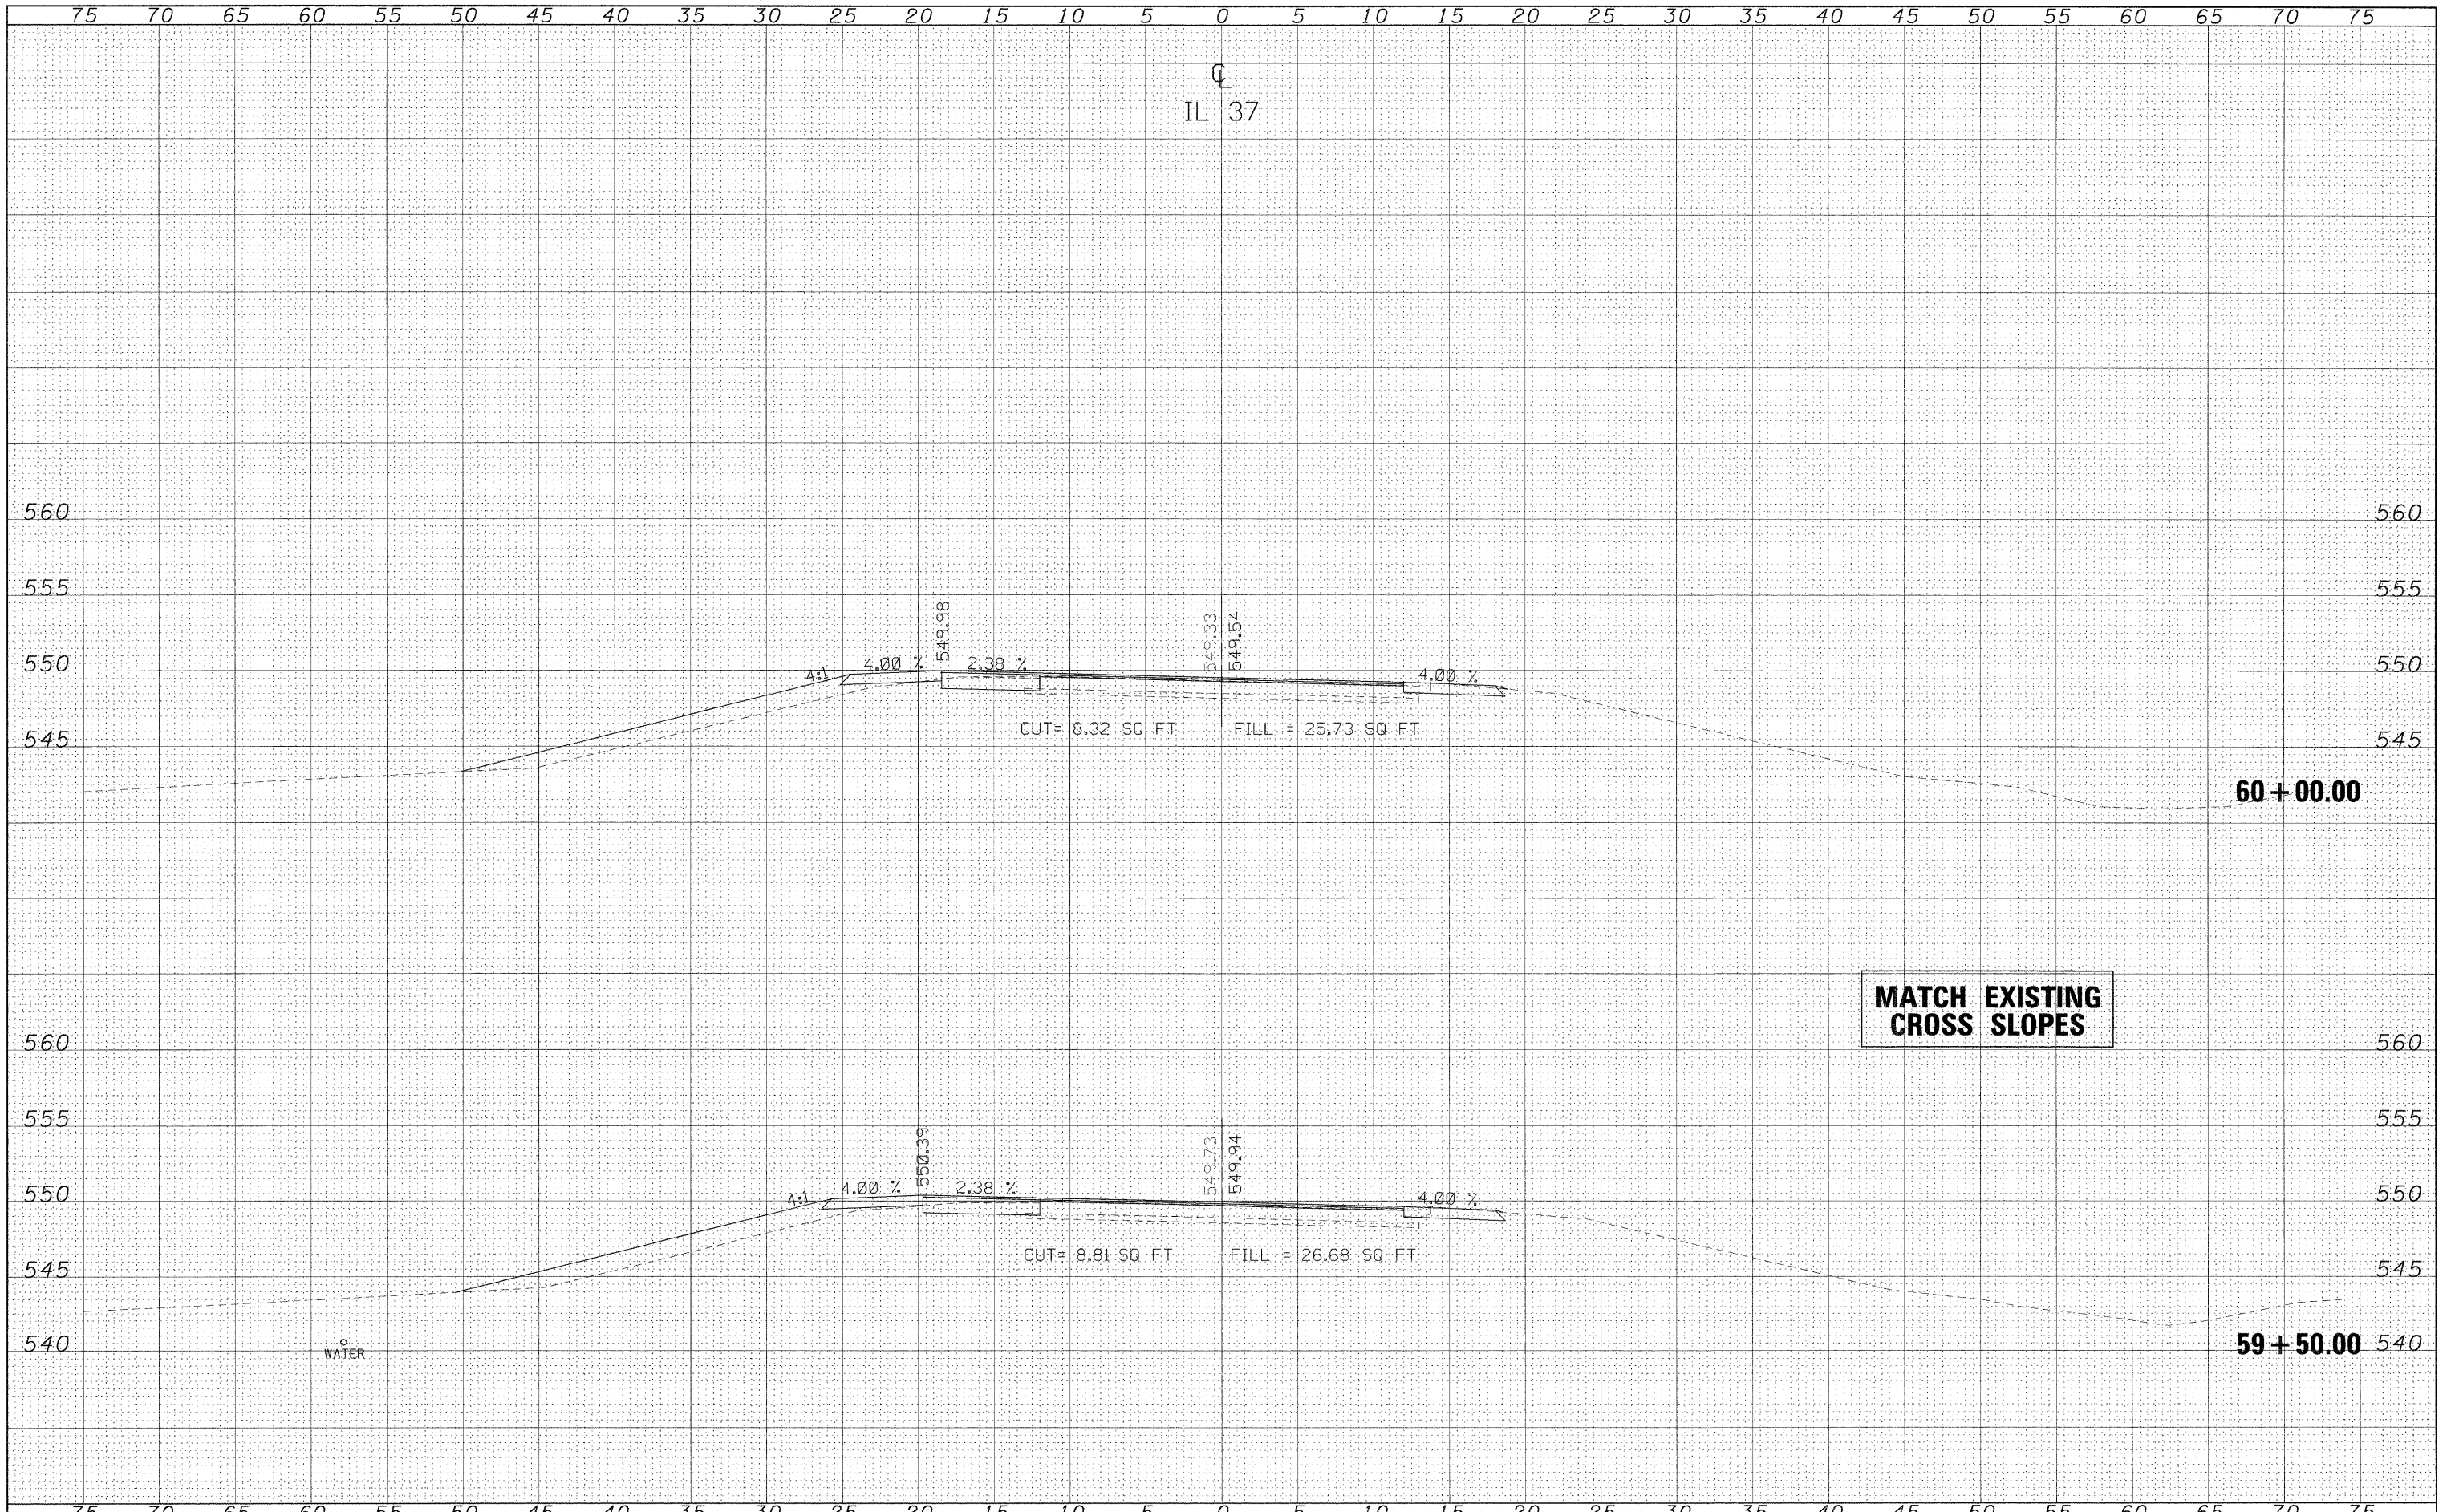 75 70 65 60 55 50 45 40 35 30 25 20 15 10 5 0 5 10 15 20 25 30 35 40 45 50 55 60 65 70 75
CL
IL 37
560 560
555 555
549.98 549.33 549.54
550 4:1 4.00 % 2.38 % 4.00 % 550
CUT= 8.32 SQ FT FILL = 25.73 SQ FT
545 545
60+00.00
MATCH EXISTING
CROSS SLOPES
560 560
555 555
550.39 549.73 549.94
550 4:1 4.00 % 2.38 % 4.00 % 550
CUT= 8.81 SQ FT FILL = 26.68 SQ FT
545 545
540 59+50.00 540
WATER
75 70 65 60 55 50 45 40 35 30 25 20 15 10 5 0 5 10 15 20 25 30 35 40 45 50 55 60 65 70 75